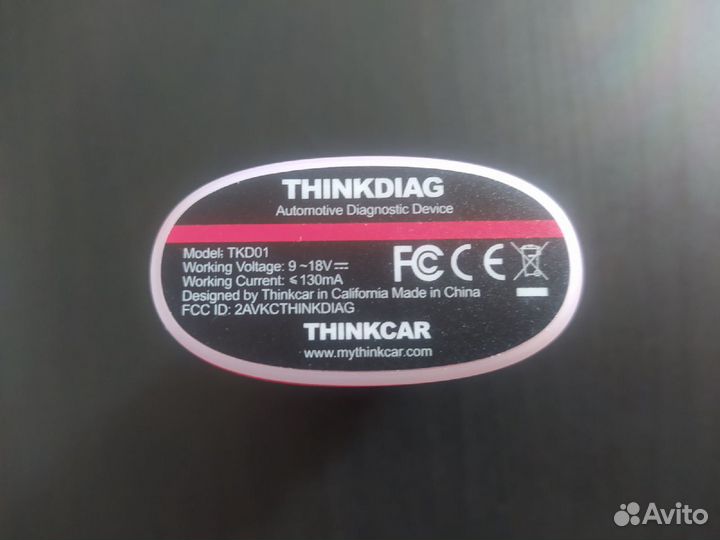 THINKDIAG
Automotive Diagnostic Device
Model: TKD01
Working Voltage: 9 ~18V⎓
Working Current: ≤130mA
Designed by Thinkcar in California Made in China
FCC ID: 2AVKCTHINKDIAG
FC CE
THINKCAR
www.mythinkcar.com
Avito